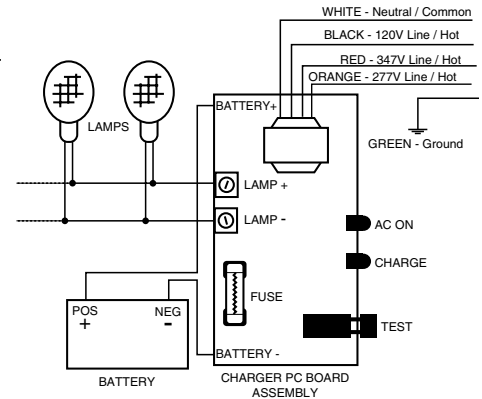 WHITE - Neutral / Common
BLACK - 120V Line / Hot
RED - 347V Line / Hot
ORANGE - 277V Line / Hot
BATTERY+
LAMPS
GREEN - Ground
LAMP +
LAMP -
AC ON
CHARGE
FUSE
POS
+
NEG
-
TEST
BATTERY -
BATTERY
CHARGER PC BOARD
ASSEMBLY